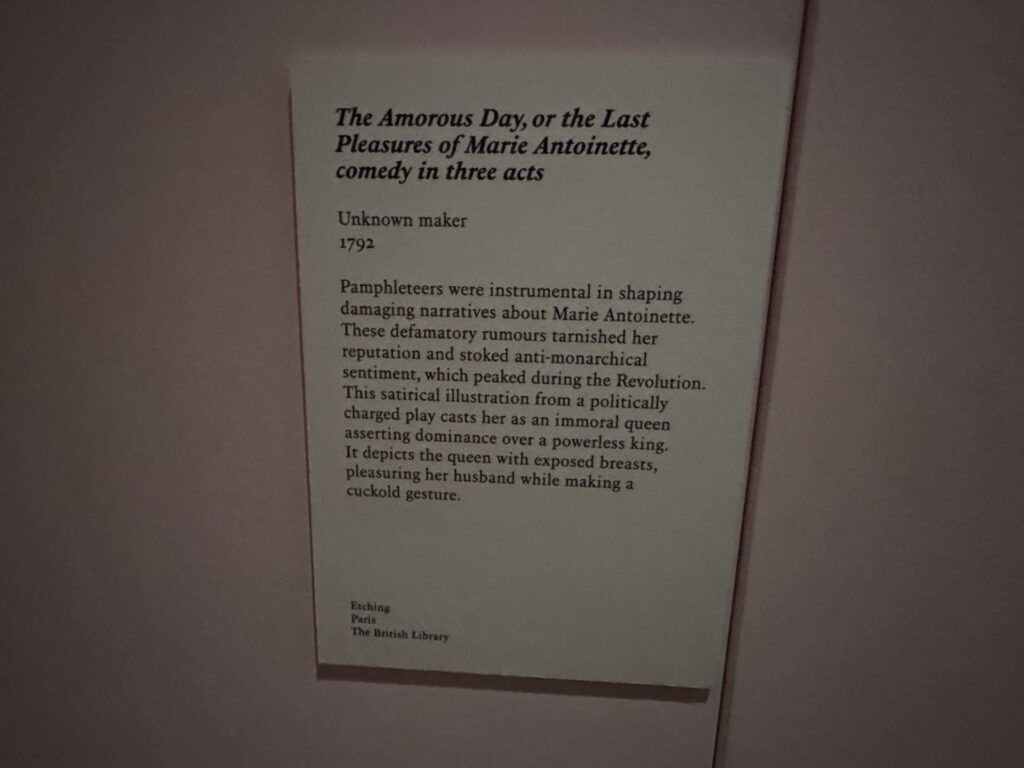 The Amorous Day, or the Last
Pleasures of Marie Antoinette,
comedy in three acts
Unknown maker
1792
Pamphleteers were instrumental in shaping
damaging narratives about Marie Antoinette.
These defamatory rumours tarnished her
reputation and stoked anti-monarchical
sentiment, which peaked during the Revolution.
This satirical illustration from a politically
charged play casts her as an immoral queen
asserting dominance over a powerless king.
It depicts the queen with exposed breasts,
pleasuring her husband while making a
cuckold gesture.
Etching
Paris
The British Library